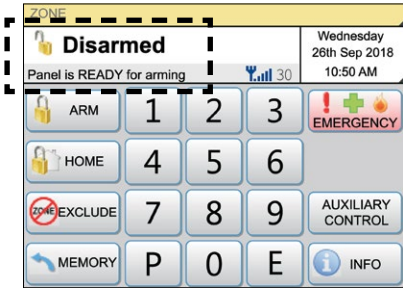 ZONE
Disarmed
Panel is READY for arming
30
Wednesday
26th Sep 2018
10:50 AM
ARM 1 2 3 EMERGENCY
HOME 4 5 6
ZONE EXCLUDE 7 8 9 AUXILIARY CONTROL
MEMORY P 0 E i INFO